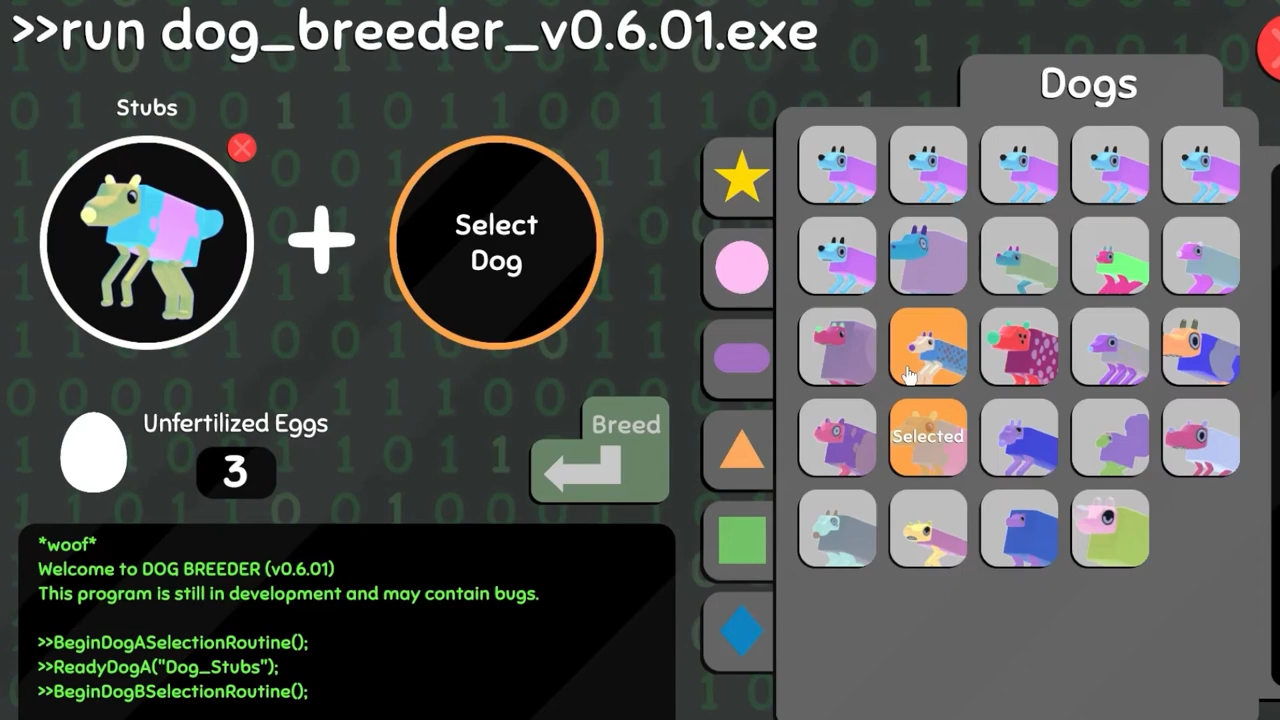 >>run dog_breeder_v0.6.01.exe
Stubs
Select
Dog
Unfertilized Eggs
3
Breed
*woof*
Welcome to DOG BREEDER (v0.6.01)
This program is still in development and may contain bugs.
>>BeginDogASelectionRoutine();
>>ReadyDogA("Dog_Stubs");
>>BeginDogBSelectionRoutine();
Dogs
Selected